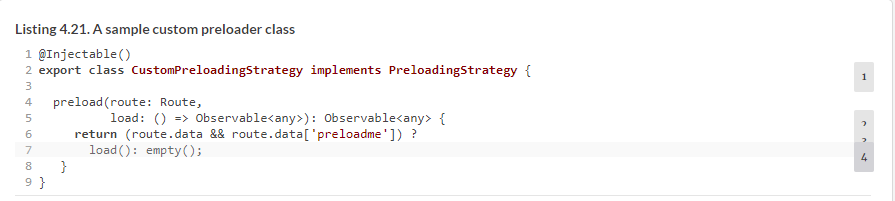 Listing 4.21. A sample custom preloader class
1 @Injectable()
2 export class CustomPreloadingStrategy implements PreloadingStrategy {
3
4 preload(route: Route,
5 load: () => Observable<any>): Observable<any> {
6 return (route.data && route.data['preloadme']) ?
7 load(): empty();
8 }
9 }
1
4